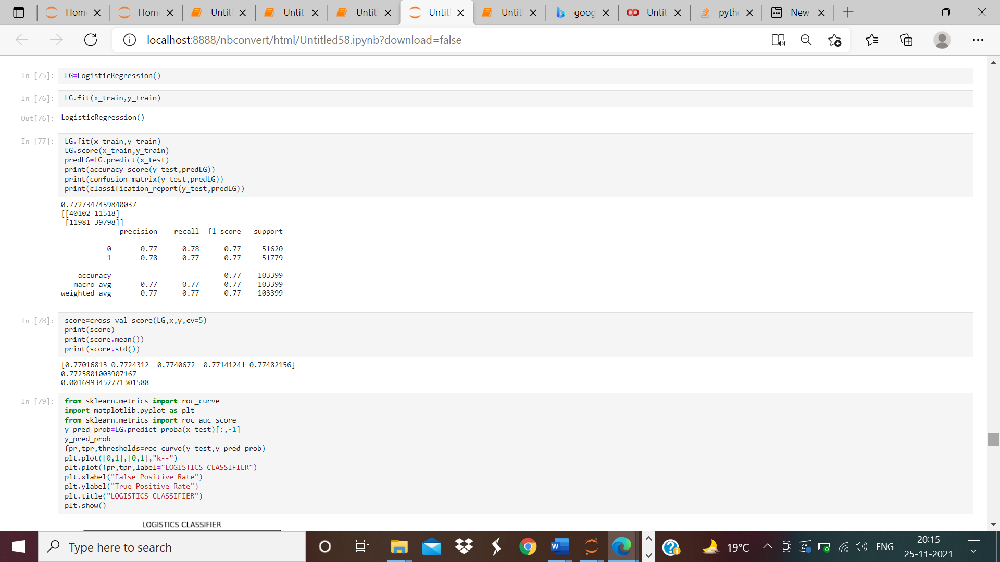 Hom Hom Untit Untit Untit Untit Untit goog Untit pytho New
localhost:8888/nbconvert/html/Untitled58.ipynb?download=false
In [75]: LG=LogisticRegression()
In [76]: LG.fit(x_train,y_train)
Out[76]: LogisticRegression()
In [77]: LG.fit(x_train,y_train)
LG.score(x_train,y_train)
predLG=LG.predict(x_test)
print(accuracy_score(y_test,predLG))
print(confusion_matrix(y_test,predLG))
print(classification_report(y_test,predLG))
0.7727347459840037
[[40102 11518]
[11981 39798]]
precision recall f1-score support
0 0.77 0.78 0.77 51620
1 0.78 0.77 0.77 51779
accuracy 0.77 103399
macro avg 0.77 0.77 0.77 103399
weighted avg 0.77 0.77 0.77 103399
In [78]: score=cross_val_score(LG,x,y,cv=5)
print(score)
print(score.mean())
print(score.std())
[0.77016813 0.7724312 0.7740672 0.77141241 0.77482156]
0.7725801003907167
0.0016993452771301588
In [79]: from sklearn.metrics import roc_curve
import matplotlib.pyplot as plt
from sklearn.metrics import roc_auc_score
y_pred_prob=LG.predict_proba(x_test)[:,-1]
y_pred_prob
fpr,tpr,thresholds=roc_curve(y_test,y_pred_prob)
plt.plot([0,1],[0,1],"k--")
plt.plot(fpr,tpr,label="LOGISTICS CLASSIFIER")
plt.xlabel("False Positive Rate")
plt.ylabel("True Positive Rate")
plt.title("LOGISTICS CLASSIFIER")
plt.show()
LOGISTICS CLASSIFIER
Type here to search
19°C
ENG
20:15
25-11-2021